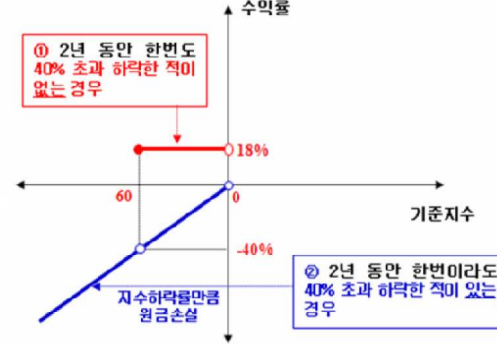 수익률
① 2년 동안 한번도
40% 초과 하락한 적이
없는 경우
18%
60
0
기준지수
-40%
지수하락률만큼
원금손실
② 2년 동안 한번이라도
40% 초과 하락한 적이 있는
경우